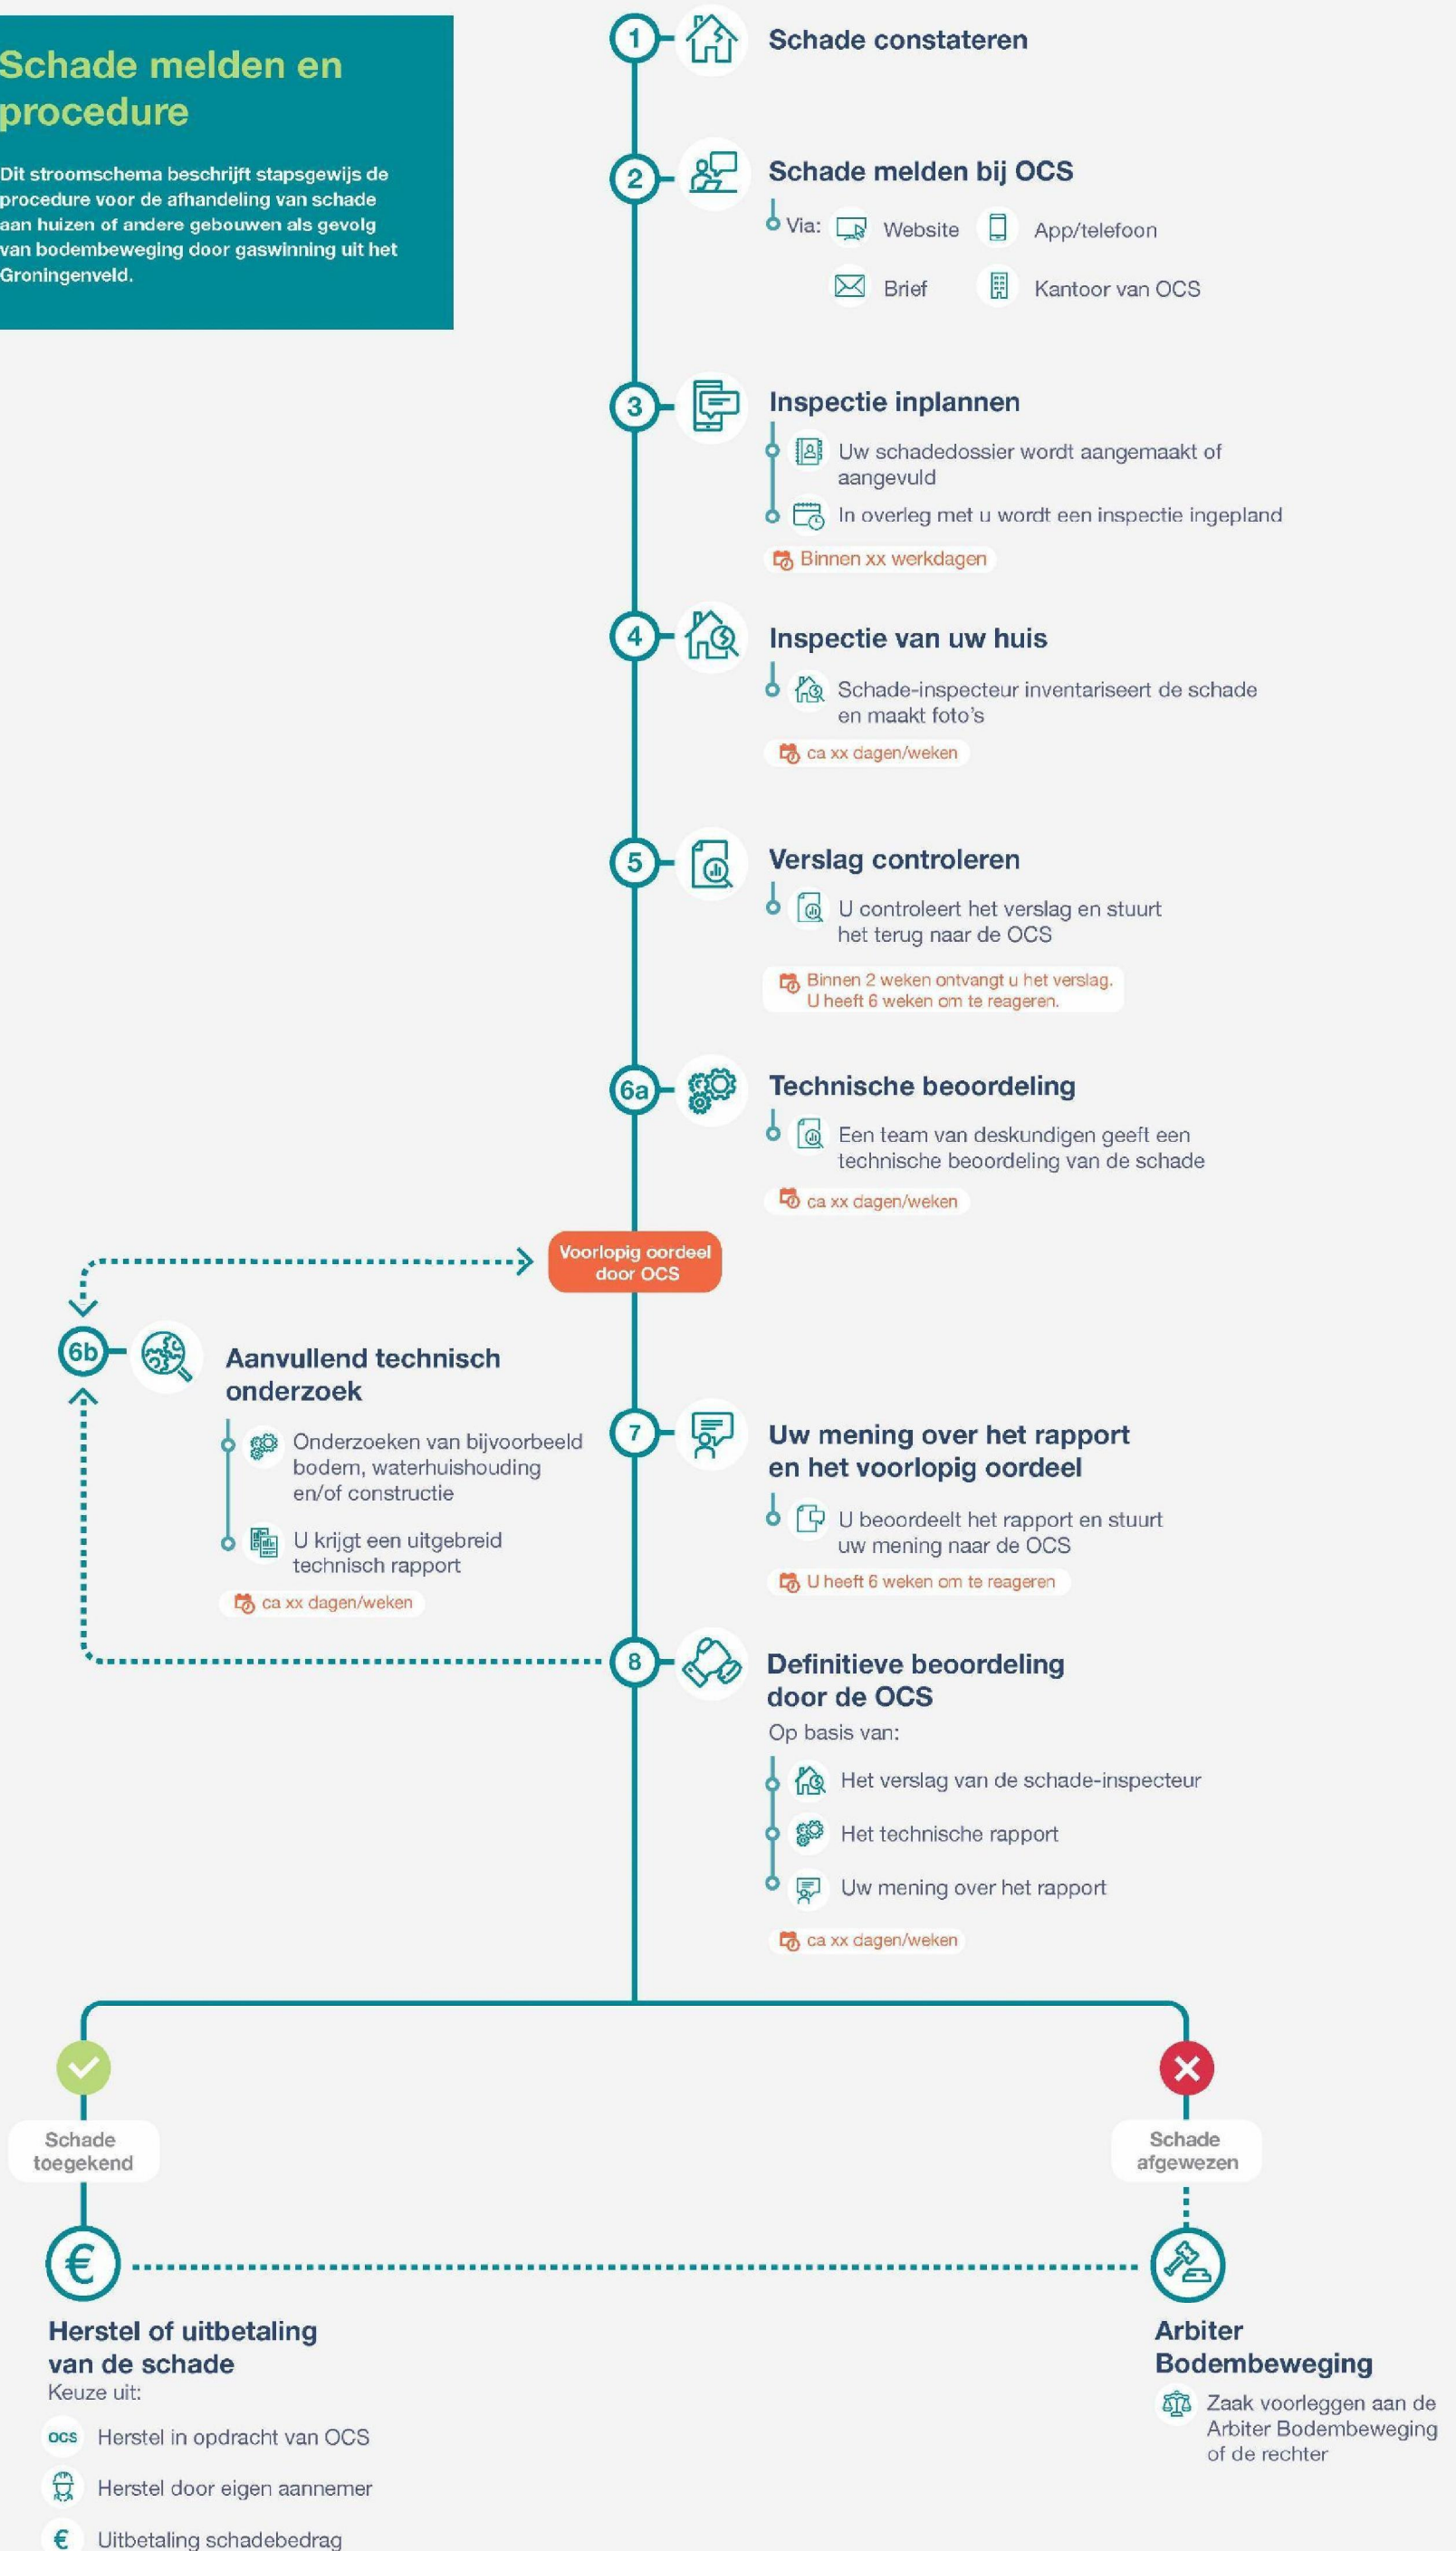 Schade melden en
procedure
Dit stroomschema beschrijft stapsgewijs de
procedure voor de afhandeling van schade
aan huizen of andere gebouwen als gevolg
van bodembeweging door gaswinning uit het
Groningenveld.
1
Schade constateren
2
Schade melden bij OCS
Via: Website App/telefoon
Brief Kantoor van OCS
3
Inspectie inplannen
Uw schadedossier wordt aangemaakt of
aangevuld
In overleg met u wordt een inspectie ingepland
Binnen xx werkdagen
4
Inspectie van uw huis
Schade-inspecteur inventariseert de schade
en maakt foto's
ca xx dagen/weken
5
Verslag controleren
U controleert het verslag en stuurt
het terug naar de OCS
Binnen 2 weken ontvangt u het verslag.
U heeft 6 weken om te reageren.
6a
Technische beoordeling
Een team van deskundigen geeft een
technische beoordeling van de schade
ca xx dagen/weken
Voorlopig oordeel
door OCS
6b
Aanvullend technisch
onderzoek
Onderzoeken van bijvoorbeeld
bodem, waterhuishouding
en/of constructie
U krijgt een uitgebreid
technisch rapport
ca xx dagen/weken
7
Uw mening over het rapport
en het voorlopig oordeel
U beoordeelt het rapport en stuurt
uw mening naar de OCS
U heeft 6 weken om te reageren
8
Definitieve beoordeling
door de OCS
Op basis van:
Het verslag van de schade-inspecteur
Het technische rapport
Uw mening over het rapport
ca xx dagen/weken
Schade
toegekend
Schade
afgewezen
€
Herstel of uitbetaling
van de schade
Keuze uit:
OCS Herstel in opdracht van OCS
Herstel door eigen aannemer
€ Uitbetaling schadebedrag
Arbiter
Bodembeweging
Zaak voorleggen aan de
Arbiter Bodembeweging
of de rechter